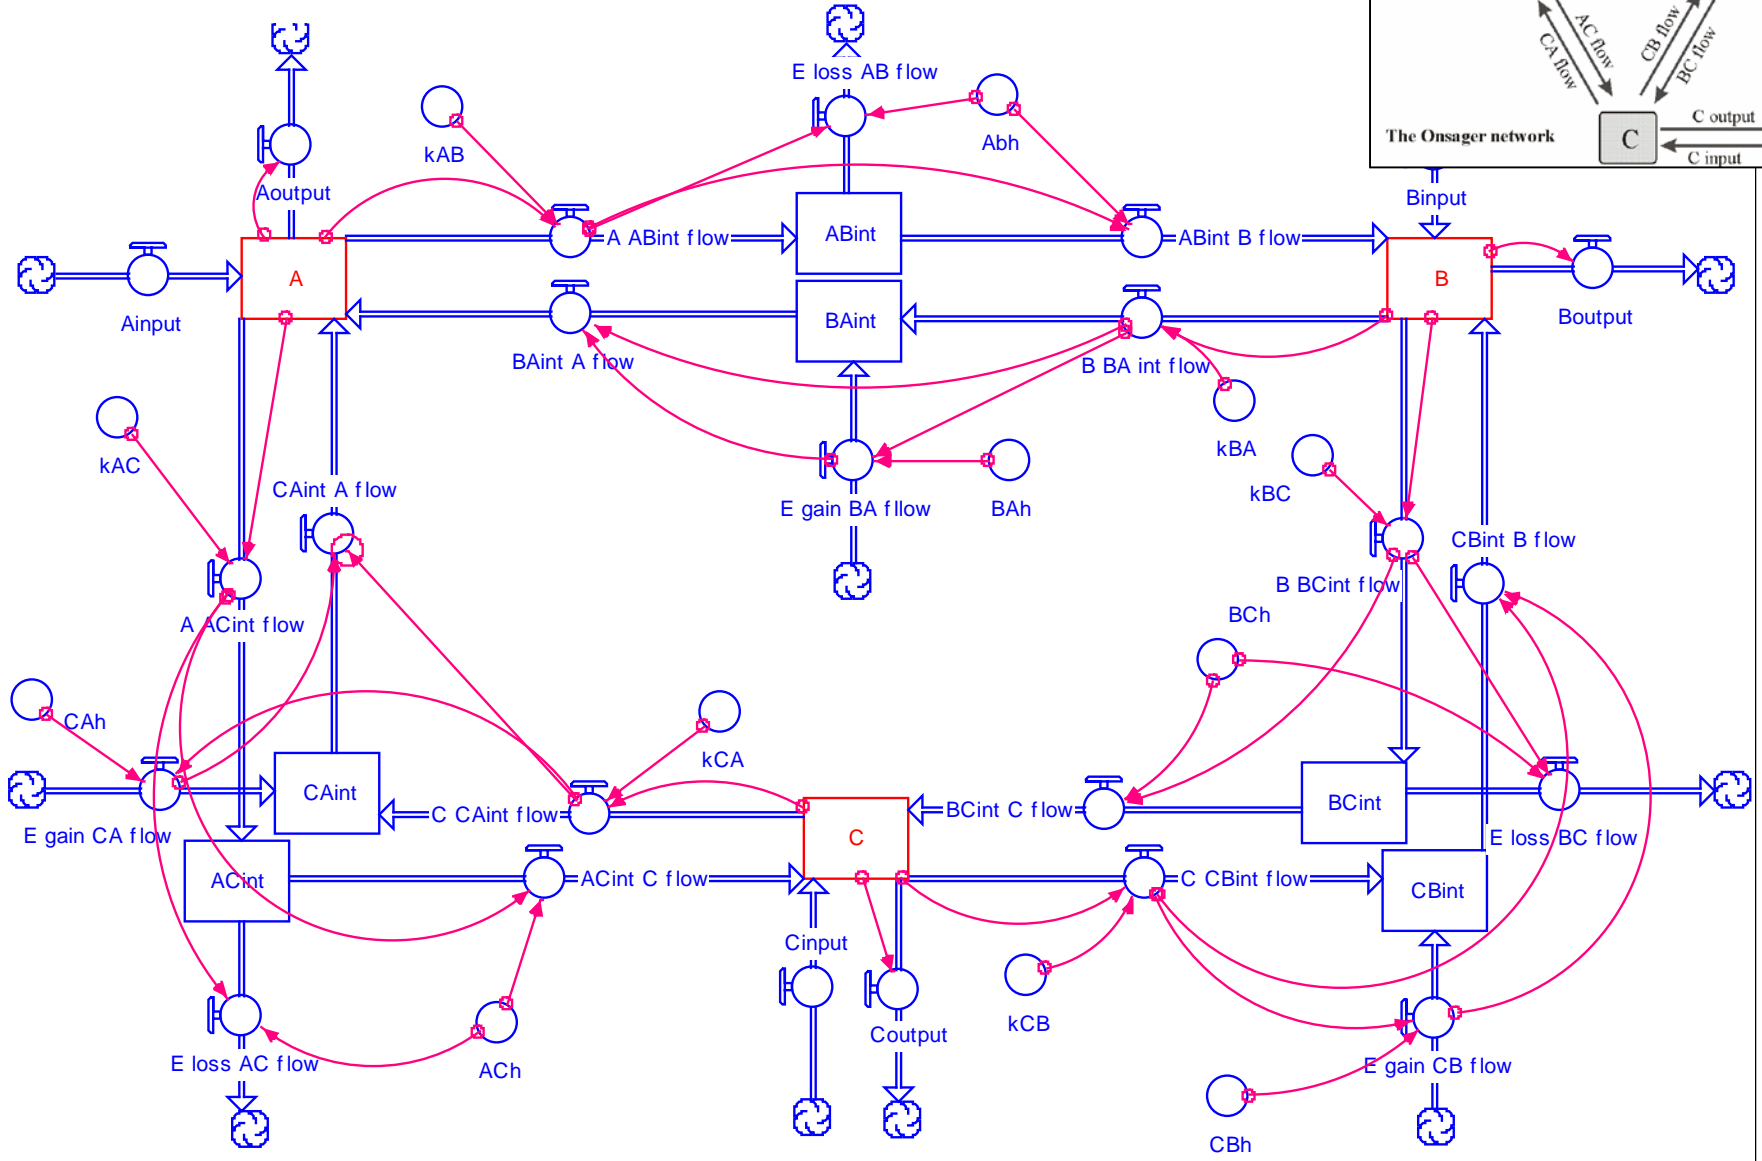 AC flow
CA flow
CB flow
BC flow
The Onsager network
C
C output
C input
E loss AB flow
kAB
Abh
Aoutput
Binput
A ABint flow
ABint
ABint B flow
A
B
Ainput
BAint
Boutput
BAint A flow
B BA int flow
kAC
kBA
kBC
CAint A flow
E gain BA fllow
BAh
CBint B flow
B BCint flow
A ACint flow
BCh
CAh
kCA
CAint
C CAint flow
BCint C flow
BCint
E gain CA flow
C
E loss BC flow
ACint
ACint C flow
C CBint flow
CBint
Cinput
kCB
Coutput
E loss AC flow
ACh
E gain CB flow
CBh